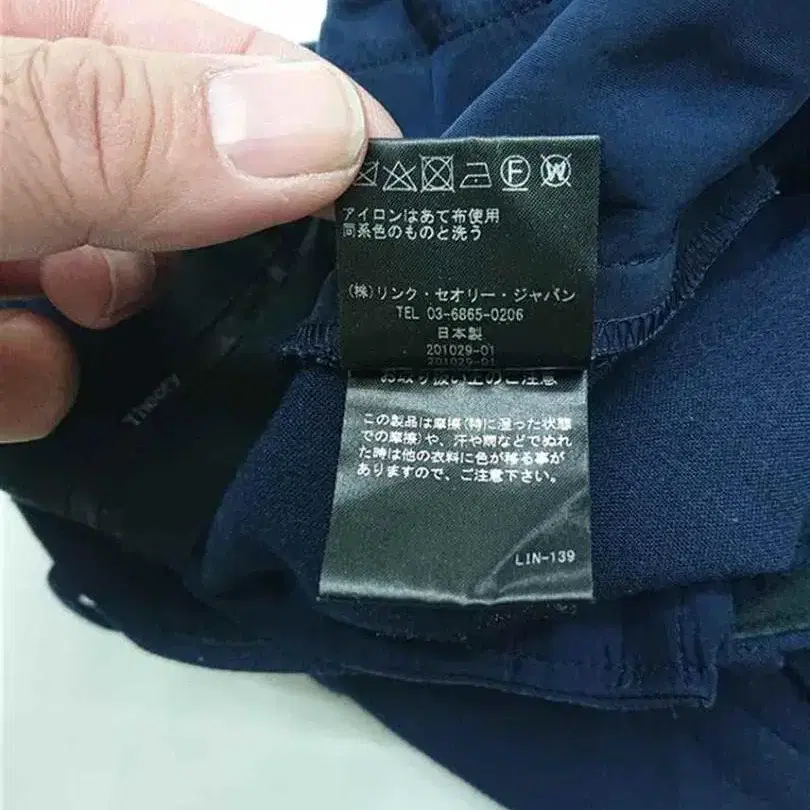 F W
アイロンはあて布使用
同系色のものと洗う
(株)リンク・セオリー・ジャパン
TEL 03-6865-0206
日本製
201029-01
201029-01
お取り扱い上のご注意
この製品は摩擦(特に湿った状態
での摩擦)や、汗や雨などでぬれ
た時は他の衣料に色が移る事が
ありますので、ご注意下さい。
LIN-139
Theory